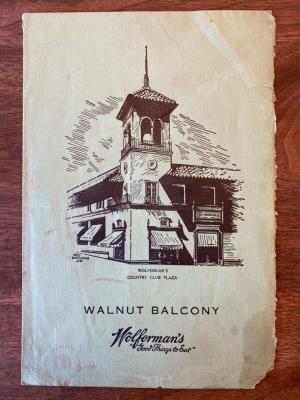 WOLFERMAN'S
COUNTRY CLUB PLAZA
WALNUT BALCONY
Wolferman's
"Good Things to Eat"